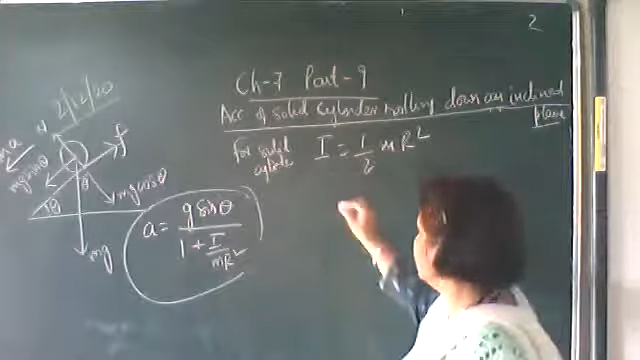 2
2/12/20
Ch-7 Part-9
Acc of solid cylinder rolling down an inclined
plane
for solid
cylinder
I = 1/2 mR²
N
f
ma
mg sinθ
θ
θ
mg cosθ
mg
a = g sinθ / 1 + I/mR²